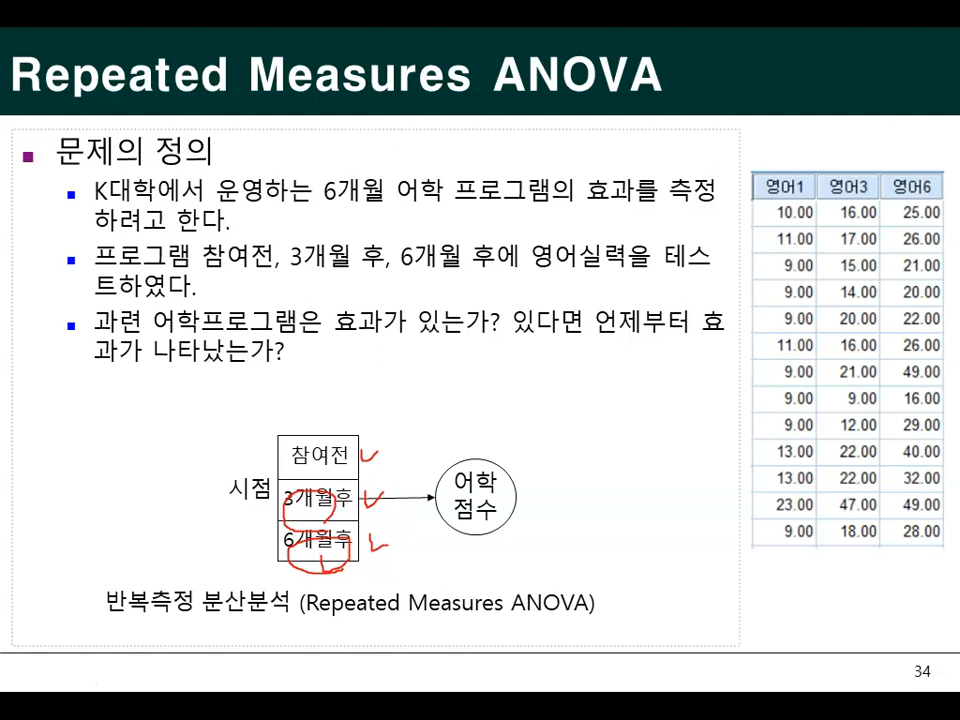 Repeated Measures ANOVA
문제의 정의
K대학에서 운영하는 6개월 어학 프로그램의 효과를 측정
하려고 한다.
프로그램 참여전, 3개월 후, 6개월 후에 영어실력을 테스
트하였다.
과련 어학프로그램은 효과가 있는가? 있다면 언제부터 효
과가 나타났는가?
영어1 영어3 영어6
10.00 16.00 25.00
11.00 17.00 26.00
9.00 15.00 21.00
9.00 14.00 20.00
9.00 20.00 22.00
11.00 16.00 26.00
9.00 21.00 49.00
9.00 9.00 16.00
9.00 12.00 29.00
13.00 22.00 40.00
13.00 22.00 32.00
23.00 47.00 49.00
9.00 18.00 28.00
시점
참여전
3개월후
6개월후
어학
점수
반복측정 분산분석 (Repeated Measures ANOVA)
34